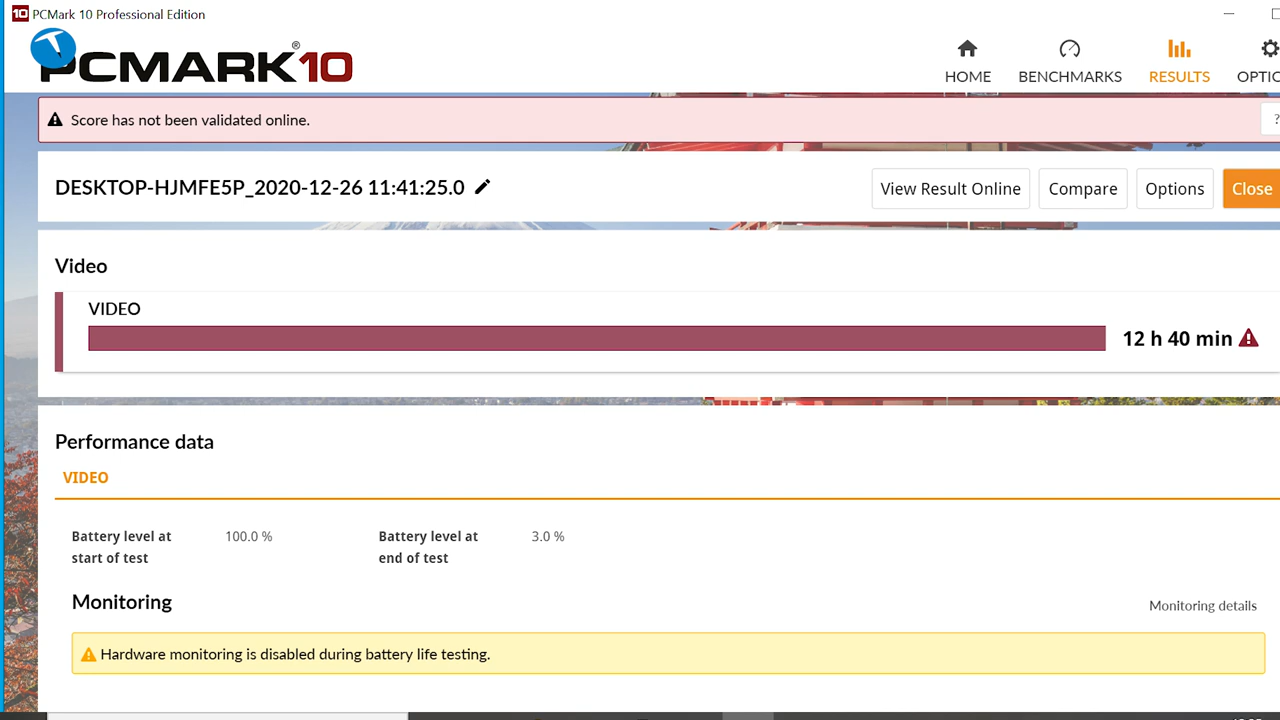 10 PCMark 10 Professional Edition
T
PCMARK®10
HOME BENCHMARKS RESULTS
Score has not been validated online.
?
DESKTOP-HJMFE5P_2020-12-26 11:41:25.0
View Result Online Compare Options Close
Video
VIDEO
12 h 40 min
Performance data
VIDEO
Battery level at 100.0 % Battery level at 3.0 %
start of test end of test
Monitoring
Monitoring details
Hardware monitoring is disabled during battery life testing.